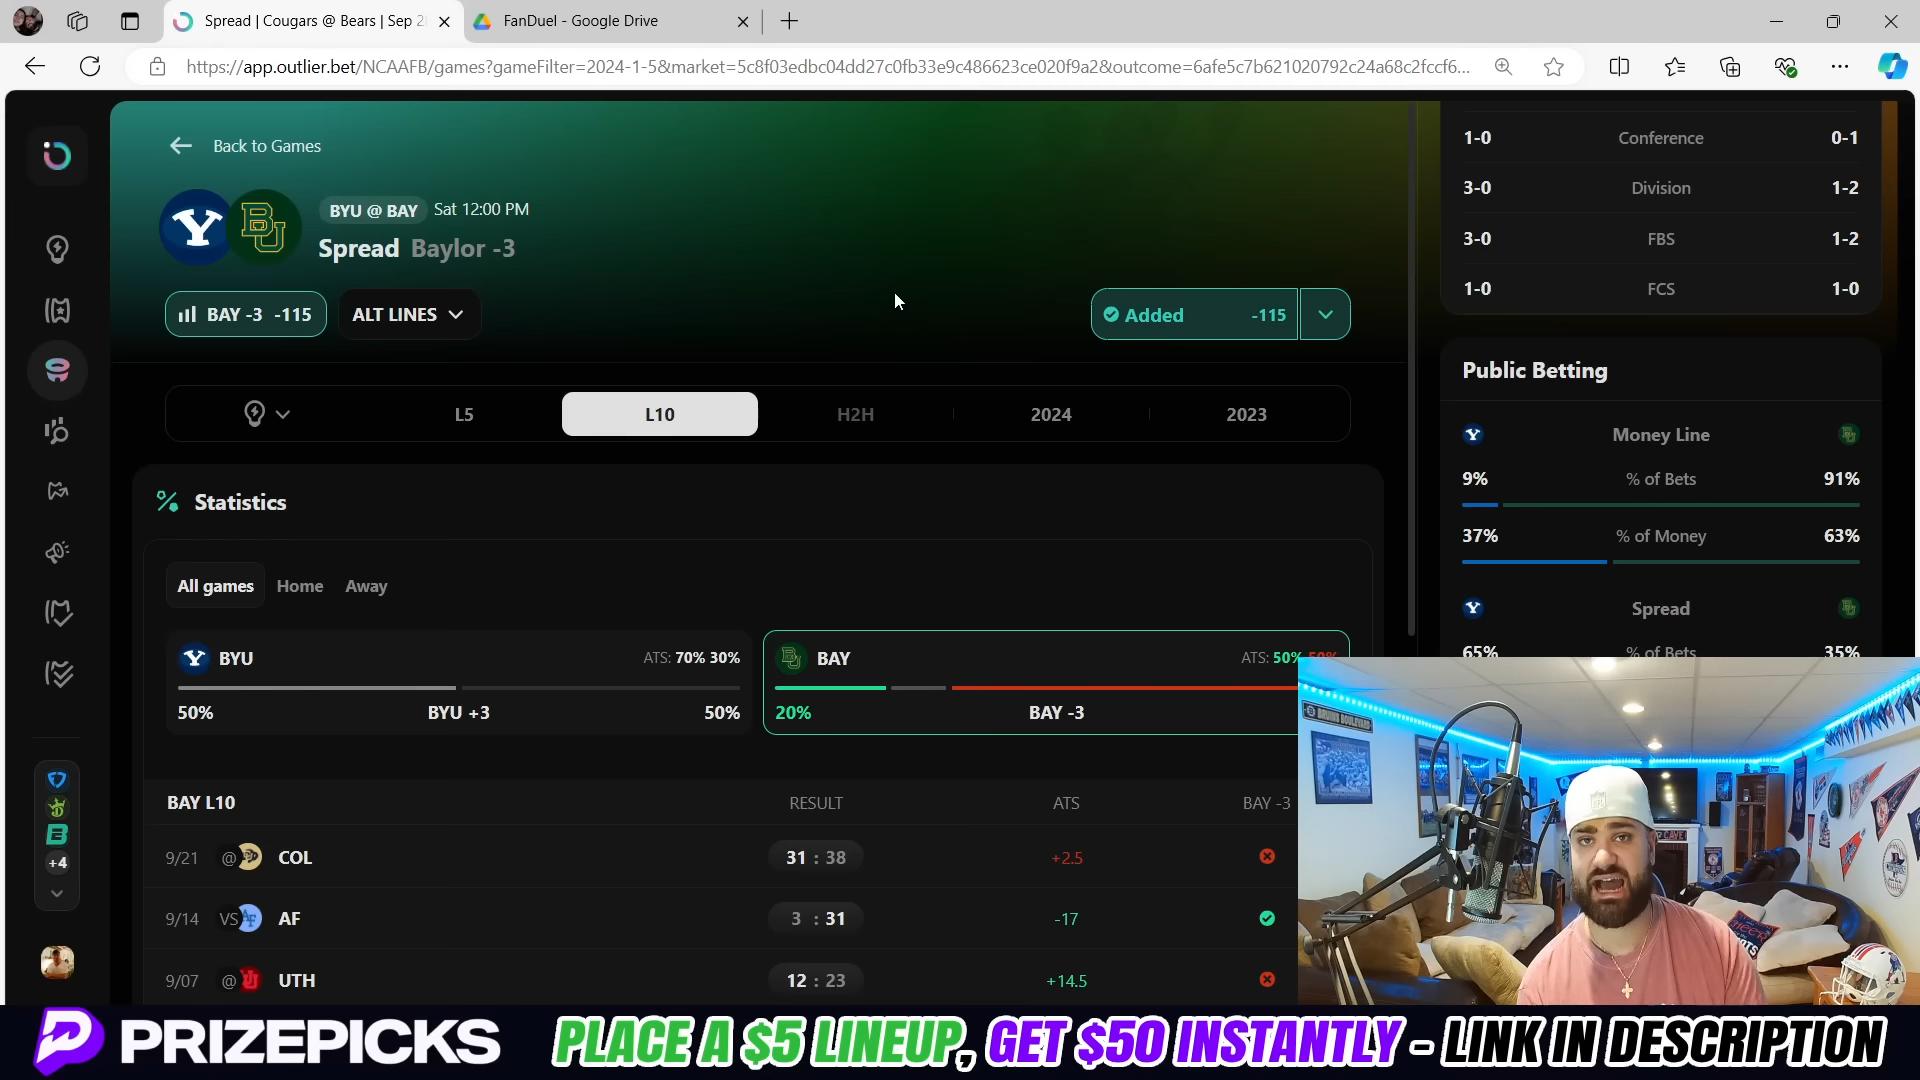 Spread | Cougars @ Bears | Sep 2
FanDuel - Google Drive
https://app.outlier.bet/NCAAFB/games?gameFilter=2024-1-5&market=5c8f03edbc04dd27c0fb33e9c486623ce020f9a2&outcome=6afe5c7b621020792c24a68c2fccf6...
Back to Games
BYU @ BAY Sat 12:00 PM
Spread Baylor -3
BAY -3 -115
ALT LINES
Added -115
L5 L10 H2H 2024 2023
Statistics
All games Home Away
BYU ATS: 70% 30%
50% BYU +3 50%
BAY ATS: 50% 50%
20% BAY -3
BAY L10 RESULT ATS BAY -3
9/21 @ COL 31 : 38 +2.5
9/14 VS AF 3 : 31 -17
9/07 @ UTH 12 : 23 +14.5
+4
1-0 Conference 0-1
3-0 Division 1-2
3-0 FBS 1-2
1-0 FCS 1-0
Public Betting
Money Line
9% % of Bets 91%
37% % of Money 63%
Spread
65% % of Bets 35%
BRUINS BOULEVARD
PRIZEPICKS
PLACE A $5 LINEUP, GET $50 INSTANTLY - LINK IN DESCRIPTION